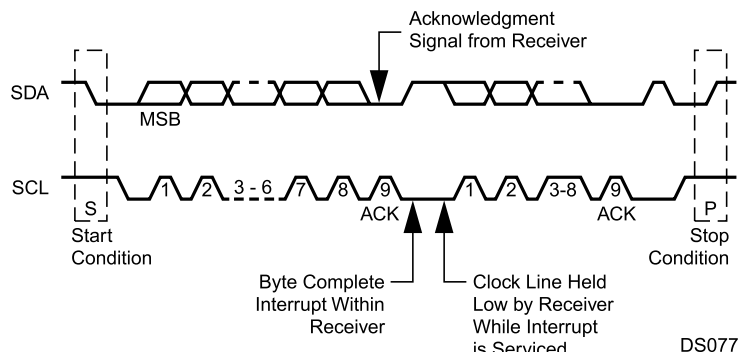 Acknowledgment
Signal from Receiver
SDA
MSB
SCL
1 2 3 - 6 7 8 9 1 2 3-8 9
ACK ACK
S P
Start
Condition
Stop
Condition
Byte Complete
Interrupt Within
Receiver
Clock Line Held
Low by Receiver
While Interrupt
is Serviced
DS077